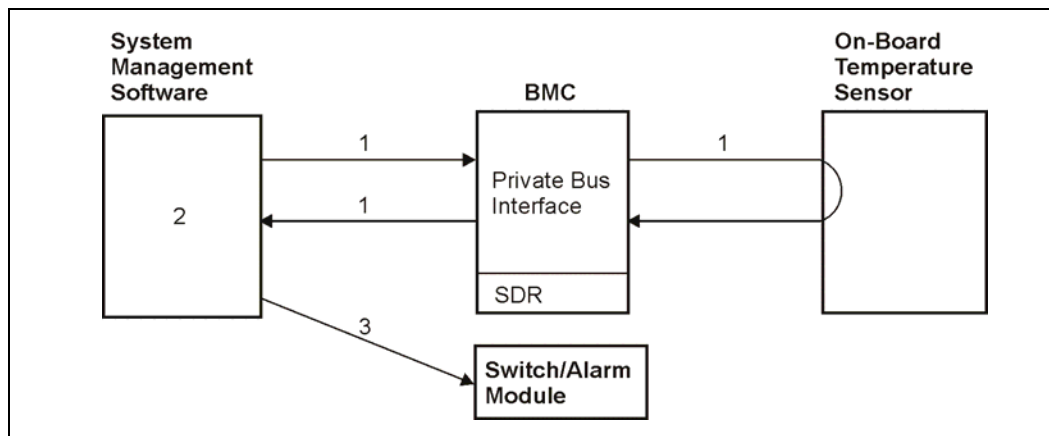 System
Management
Software
BMC
On-Board
Temperature
Sensor
1
1
1
2
Private Bus
Interface
SDR
3
Switch/Alarm
Module